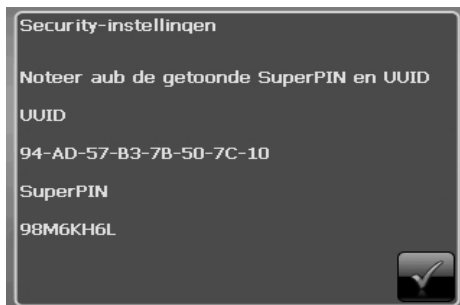 Security-instellingen
Noteer aub de getoonde SuperPIN en UUID
UUID
94-AD-57-B3-7B-50-7C-10
SuperPIN
98M6KH6L